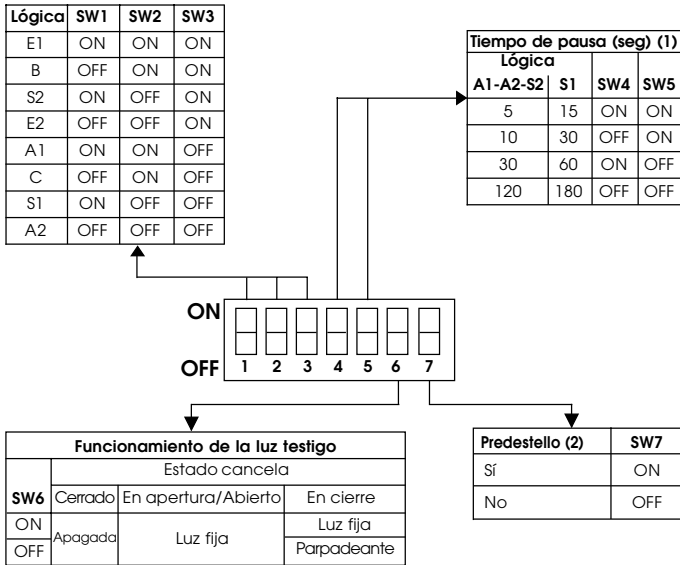 Lógica SW1 SW2 SW3
E1 ON ON ON
B OFF ON ON
S2 ON OFF ON
E2 OFF OFF ON
A1 ON ON OFF
C OFF ON OFF
S1 ON OFF OFF
A2 OFF OFF OFF
Tiempo de pausa (seg) (1)
Lógica
A1-A2-S2 S1 SW4 SW5
5 15 ON ON
10 30 OFF ON
30 60 ON OFF
120 180 OFF OFF
ON
OFF
1 2 3 4 5 6 7
Funcionamiento de la luz testigo
Estado cancela
SW6 Cerrado En apertura/Abierto En cierre
ON Apagada Luz fija Luz fija
OFF Parpadeante
Predestello (2) SW7
Sí ON
No OFF